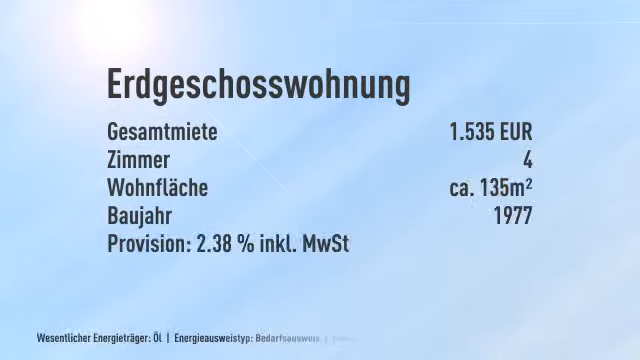 Erdgeschosswohnung
Gesamtmiete 1.535 EUR
Zimmer 4
Wohnfläche ca. 135m²
Baujahr 1977
Provision: 2.38 % inkl. MwSt
Wesentlicher Energieträger: Öl | Energieausweistyp: Bedarfsausweis |